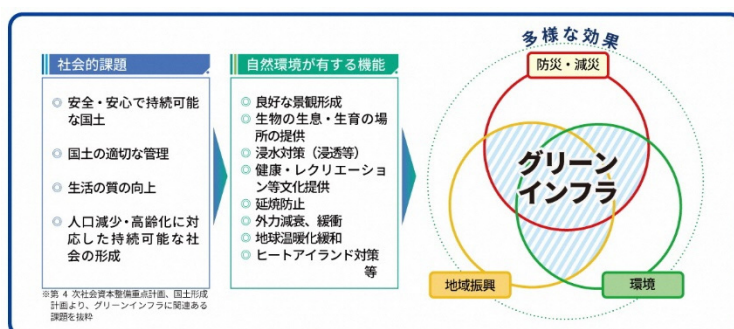 社会的課題
◎ 安全・安心で持続可能
な国土
◎ 国土の適切な管理
◎ 生活の質の向上
◎ 人口減少・高齢化に対
応した持続可能な社
会の形成
※第 4 次社会資本整備重点計画、国土形成
計画より、グリーンインフラに関連ある
課題を抜粋
自然環境が有する機能
◎ 良好な景観形成
◎ 生物の生息・生育の場
所の提供
◎ 浸水対策（浸透等）
◎ 健康・レクリエーショ
ン等文化提供
◎ 延焼防止
◎ 外力減衰、緩衝
◎ 地球温暖化緩和
◎ ヒートアイランド対策
等
多様な効果
防災・減災
グリーン
インフラ
地域振興
環境